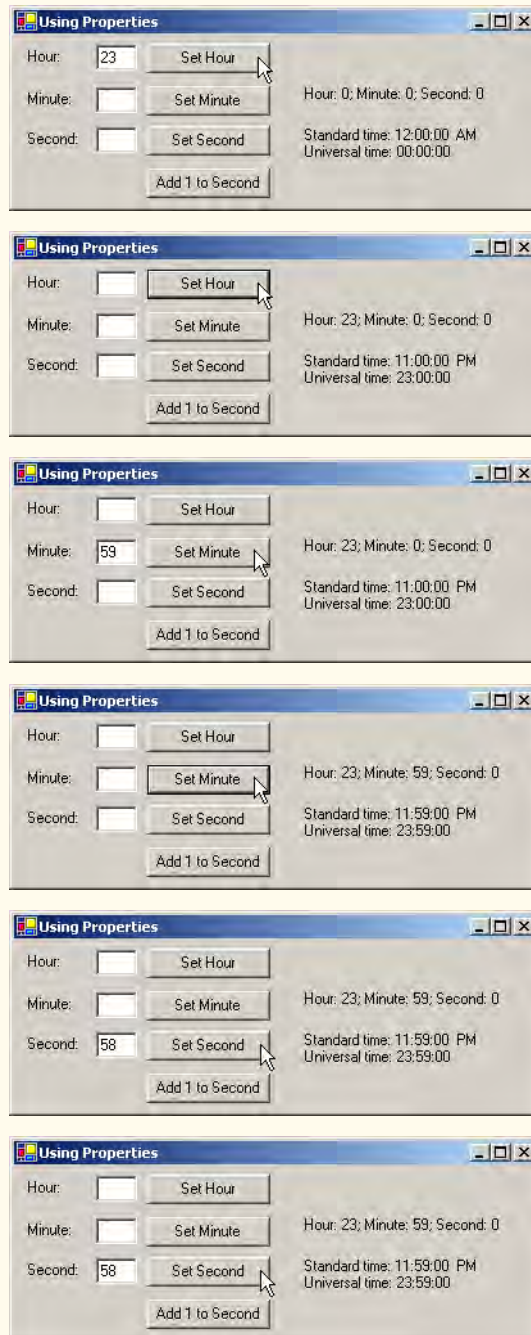 Using Properties
Hour: 23 Set Hour
Minute: Set Minute Hour: 0; Minute: 0; Second: 0
Second: Set Second Standard time: 12:00:00 AM
Universal time: 00:00:00
Add 1 to Second
Using Properties
Hour: Set Hour
Minute: Set Minute Hour: 23; Minute: 0; Second: 0
Second: Set Second Standard time: 11:00:00 PM
Universal time: 23:00:00
Add 1 to Second
Using Properties
Hour: Set Hour
Minute: 59 Set Minute Hour: 23; Minute: 0; Second: 0
Second: Set Second Standard time: 11:00:00 PM
Universal time: 23:00:00
Add 1 to Second
Using Properties
Hour: Set Hour
Minute: Set Minute Hour: 23; Minute: 59; Second: 0
Second: Set Second Standard time: 11:59:00 PM
Universal time: 23:59:00
Add 1 to Second
Using Properties
Hour: Set Hour
Minute: Set Minute Hour: 23; Minute: 59; Second: 0
Second: 58 Set Second Standard time: 11:59:00 PM
Universal time: 23:59:00
Add 1 to Second
Using Properties
Hour: Set Hour
Minute: Set Minute Hour: 23; Minute: 59; Second: 0
Second: 58 Set Second Standard time: 11:59:00 PM
Universal time: 23:59:00
Add 1 to Second